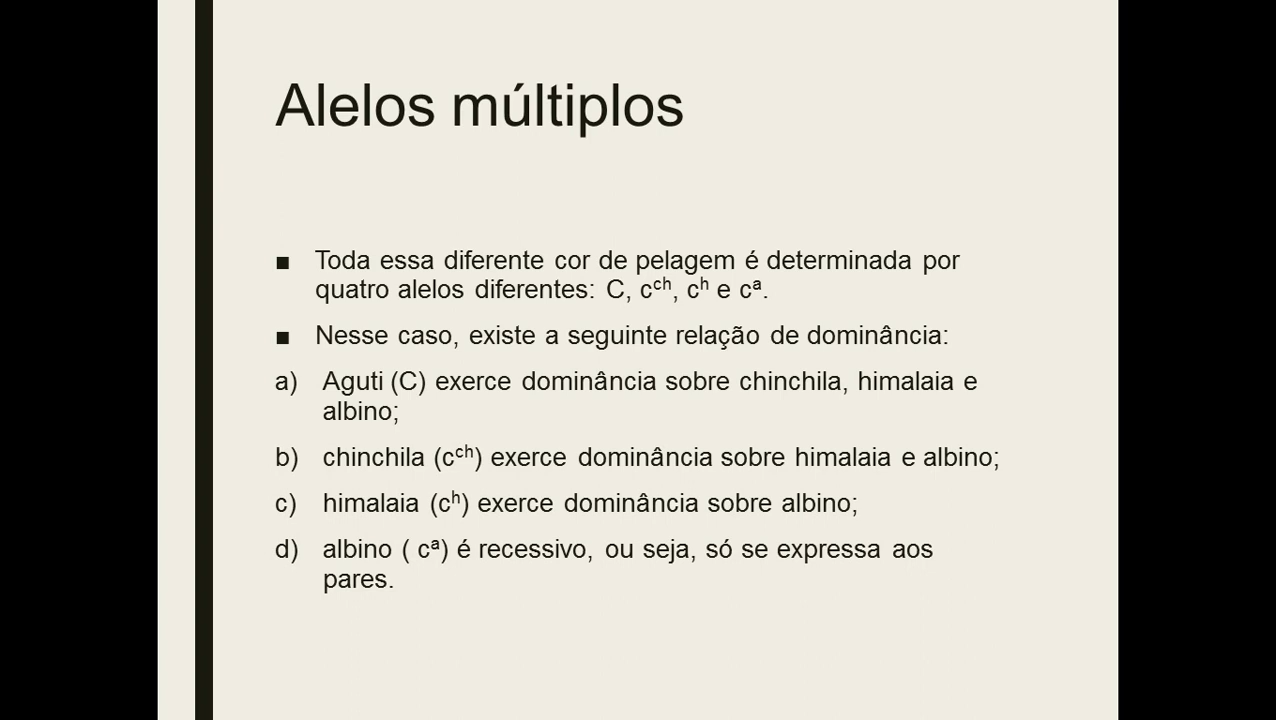 Alelos múltiplos
■ Toda essa diferente cor de pelagem é determinada por
quatro alelos diferentes: C, cᶜʰ, cʰ e cª.
■ Nesse caso, existe a seguinte relação de dominância:
a) Aguti (C) exerce dominância sobre chinchila, himalaia e
albino;
b) chinchila (cᶜʰ) exerce dominância sobre himalaia e albino;
c) himalaia (cʰ) exerce dominância sobre albino;
d) albino ( cª) é recessivo, ou seja, só se expressa aos
pares.